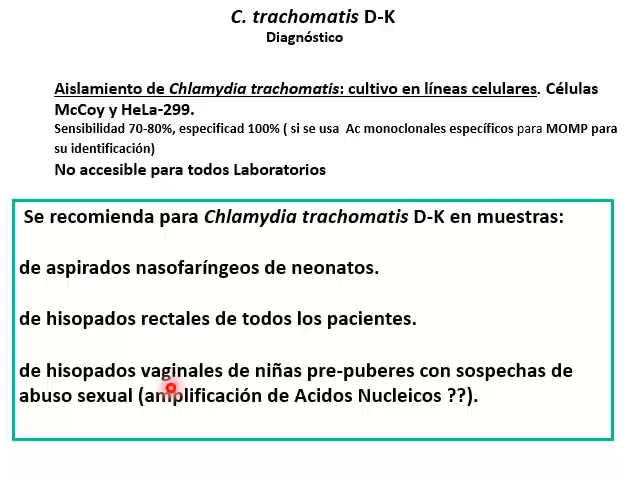 C. trachomatis D-K
Diagnóstico
Aislamiento de Chlamydia trachomatis: cultivo en líneas celulares. Células
McCoy y HeLa-299.
Sensibilidad 70-80%, especificad 100% ( si se usa Ac monoclonales específicos para MOMP para
su identificación)
No accesible para todos Laboratorios
Se recomienda para Chlamydia trachomatis D-K en muestras:
de aspirados nasofaríngeos de neonatos.
de hisopados rectales de todos los pacientes.
de hisopados vaginales de niñas pre-puberes con sospechas de
abuso sexual (amplificación de Acidos Nucleicos ??).